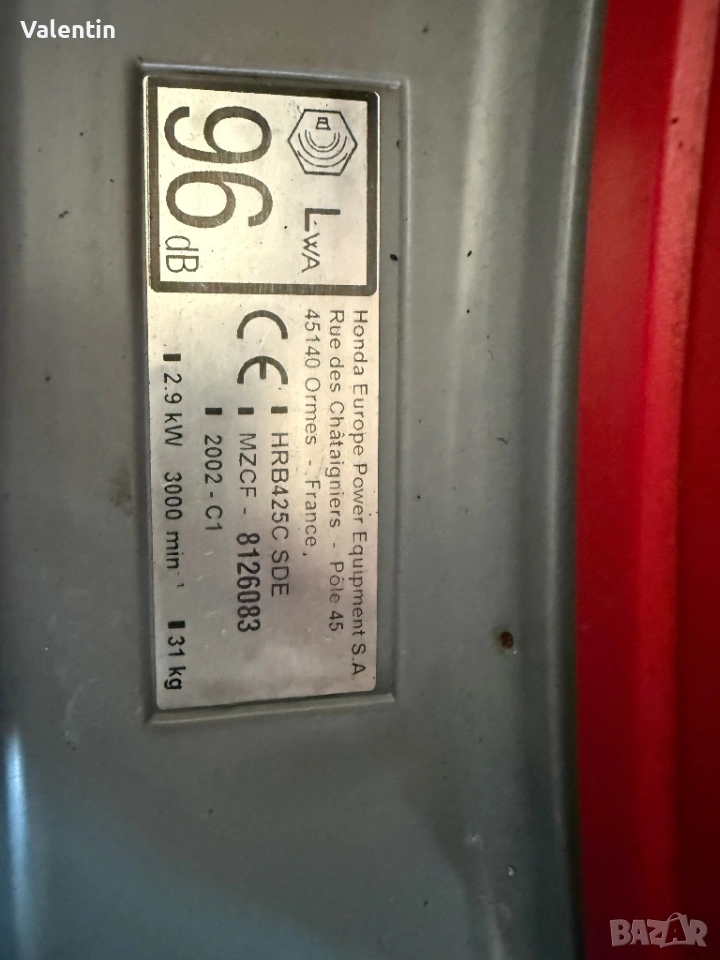 Valentin
LWA
96 dB
Honda Europe Power Equipment S.A.
Rue des Châtaigniers - Pôle 45
45140 Ormes - France,
CE
HRB425C SDE
MZCF - 8126083
2002 - C1
2.9 kW 3000 min⁻¹ 31 kg
BAZAR